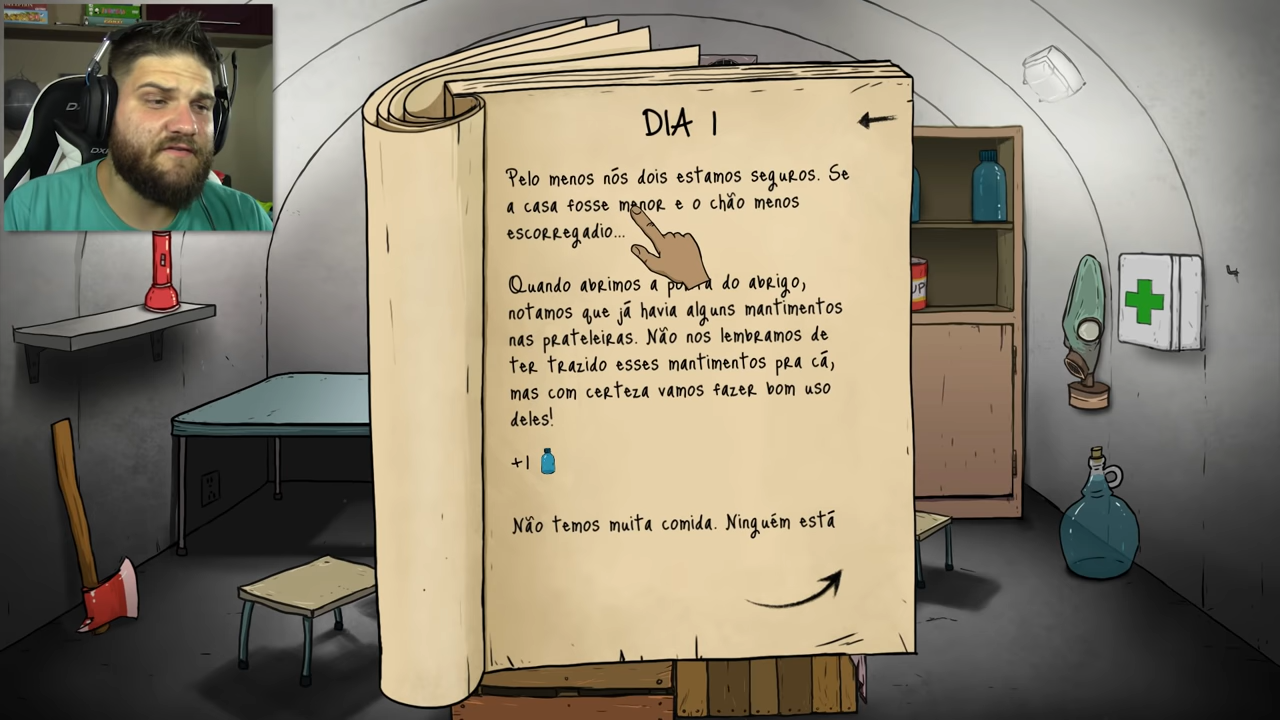 DIA 1
Pelo menos nós dois estamos seguros. Se
a casa fosse menor e o chão menos
escorregadio...
Quando abrimos a do abrigo,
notamos que já havia alguns mantimentos
nas prateleiras. Não nos lembramos de
ter trazido esses mantimentos pra cá,
mas com certeza vamos fazer bom uso
deles!
+1
Não temos muita comida. Ninguém está